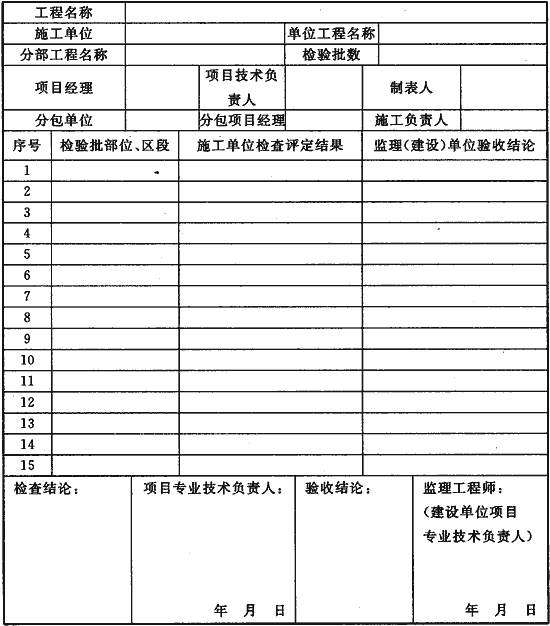 工程名称
施工单位 单位工程名称
分部工程名称 检验批数
项目经理 项目技术负责人 制表人
分包单位 分包项目经理 施工负责人
序号 检验批部位、区段 施工单位检查评定结果 监理(建设)单位验收结论
1
2
3
4
5
6
7
8
9
10
11
12
13
14
15
检查结论: 项目专业技术负责人: 验收结论: 监理工程师:
(建设单位项目
专业技术负责人)
年 月 日 年 月 日